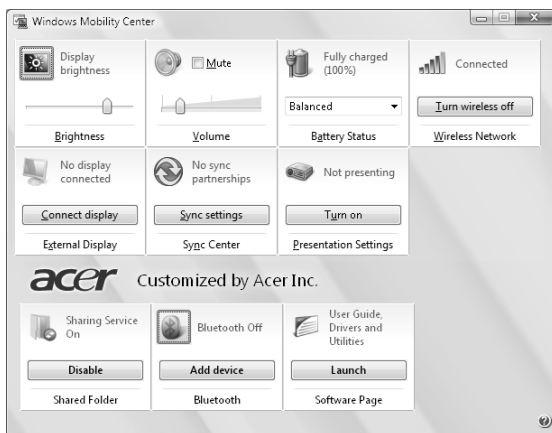 Windows Mobility Center
Display
brightness
Brightness
Mute
Volume
Fully charged
(100%)
Balanced
Battery Status
Connected
Turn wireless off
Wireless Network
No display
connected
Connect display
External Display
No sync
partnerships
Sync settings
Sync Center
Not presenting
Turn on
Presentation Settings
acer Customized by Acer Inc.
Sharing Service
On
Disable
Shared Folder
Bluetooth Off
Add device
Bluetooth
User Guide,
Drivers and
Utilities
Launch
Software Page